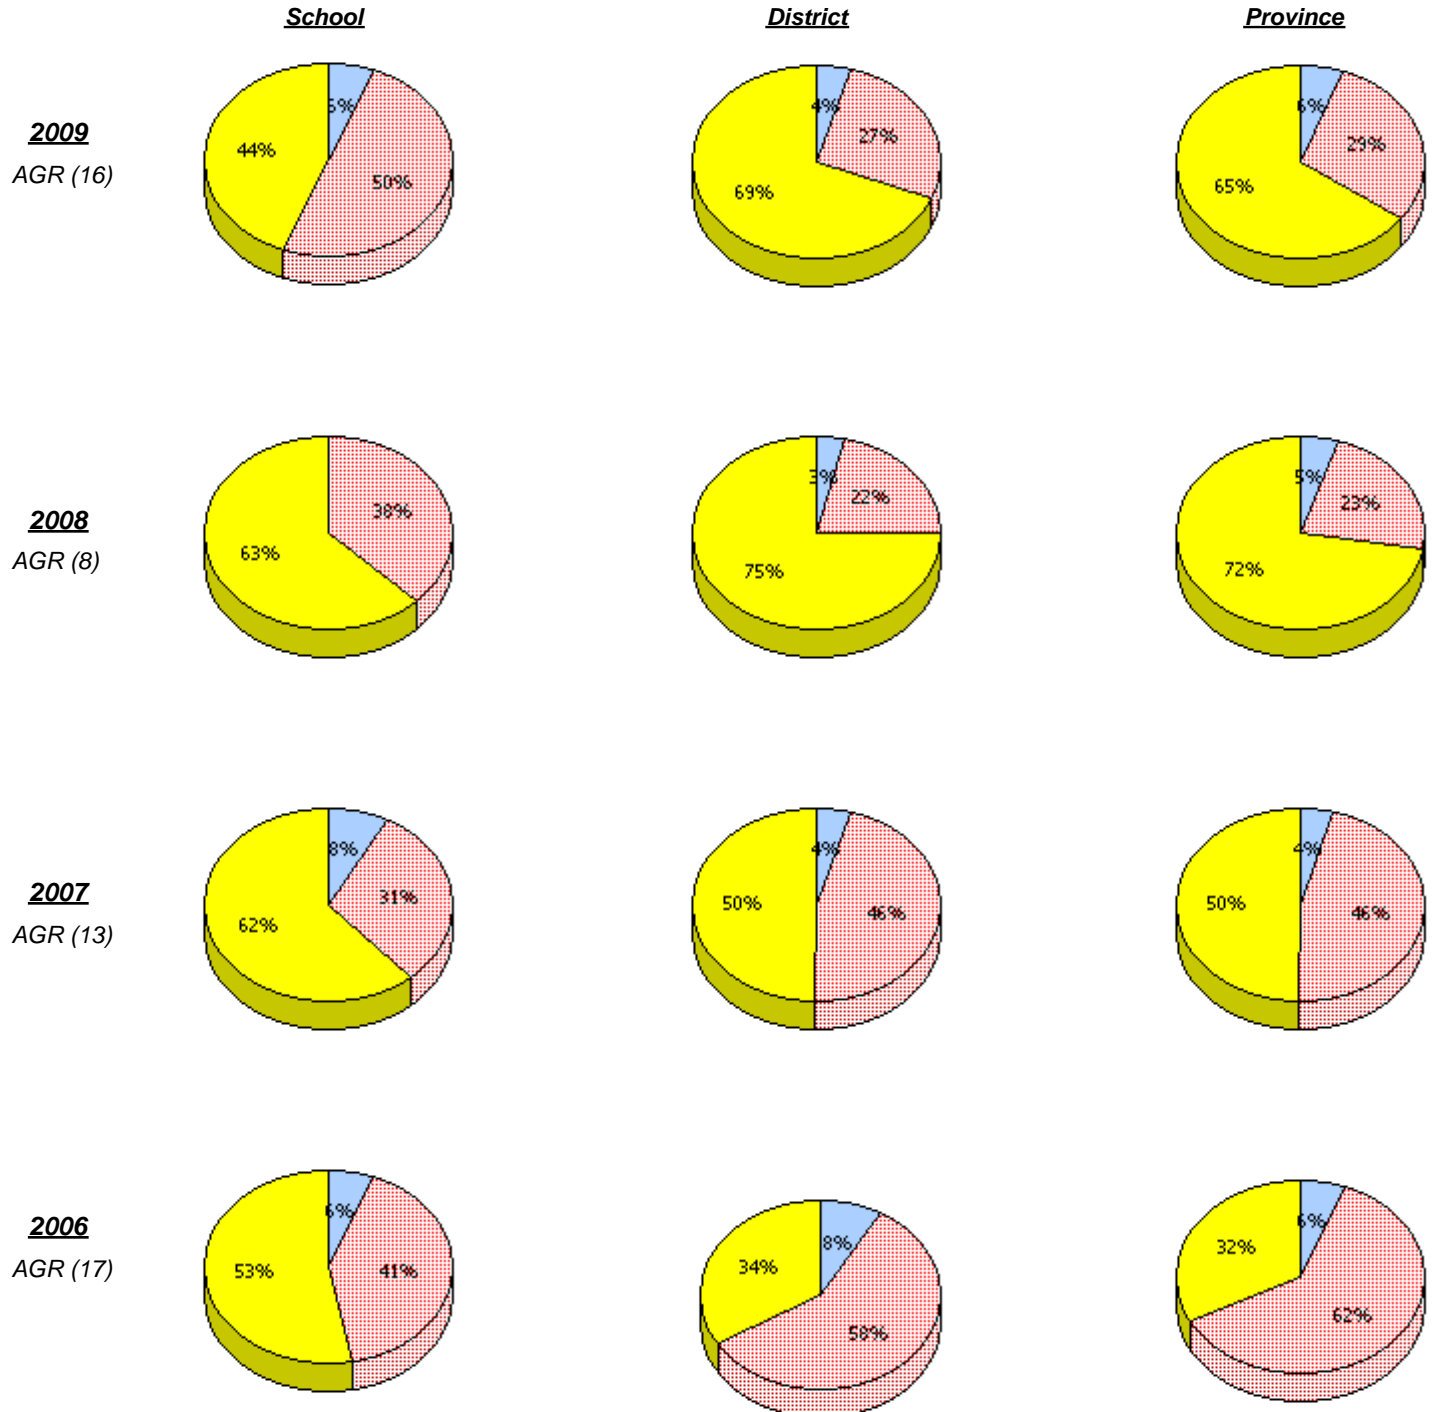 School District Province
6% 4% 6%
2009
44% 27% 29%
AGR (16) 50% 69% 65%
3% 5%
2008
38% 22% 23%
AGR (8) 63% 75% 72%
8% 4% 4%
2007
31% 50% 46% 50% 46%
AGR (13) 62%
6% 8% 6%
2006
53% 41% 34% 32%
AGR (17) 58% 62%